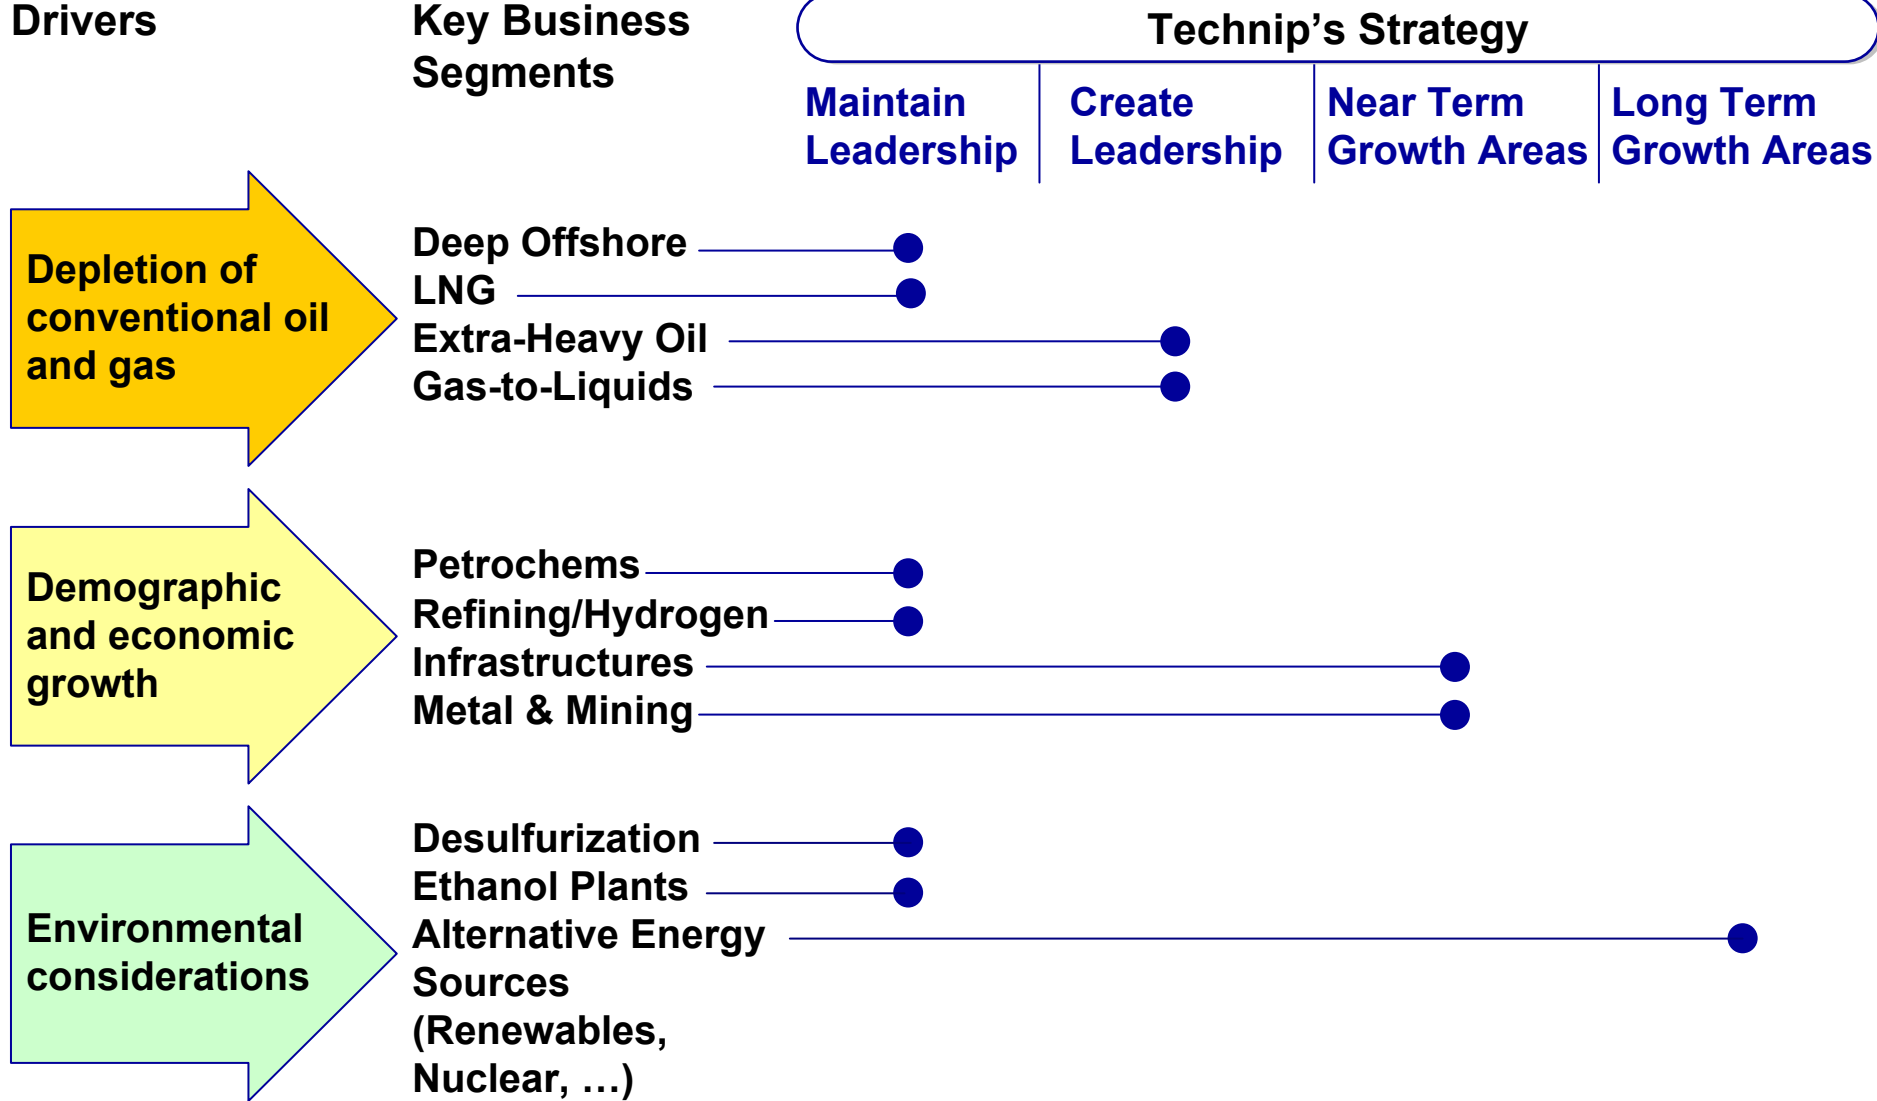 Drivers
Key Business
Segments
Technip’s Strategy
Maintain
Leadership
Create
Leadership
Near Term
Growth Areas
Long Term
Growth Areas
Depletion of
conventional oil
and gas
Deep Offshore
LNG
Extra-Heavy Oil
Gas-to-Liquids
Demographic
and economic
growth
Petrochems
Refining/Hydrogen
Infrastructures
Metal & Mining
Environmental
considerations
Desulfurization
Ethanol Plants
Alternative Energy
Sources
(Renewables,
Nuclear, …)